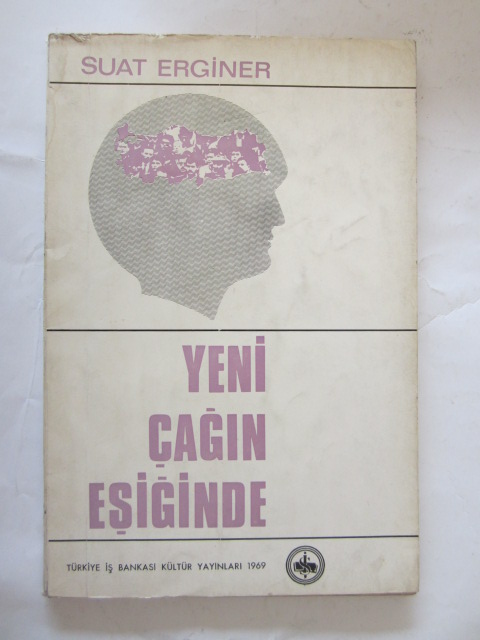 SUAT ERGİNER
YENİ
ÇAĞIN
EŞİĞİNDE
TÜRKİYE İŞ BANKASI KÜLTÜR YAYINLARI 1969